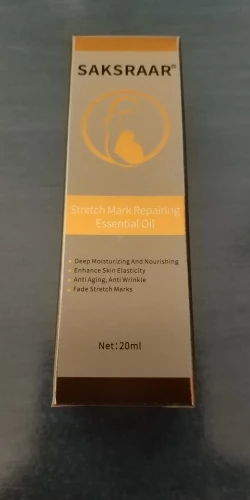 SAKSRAAR®
Stretch Mark Repairing
Essential Oil
Deep Moisturizing And Nourishing
Enhance Skin Elasticity
Anti Aging, Anti Wrinkle
Fade Stretch Marks
Net:20ml